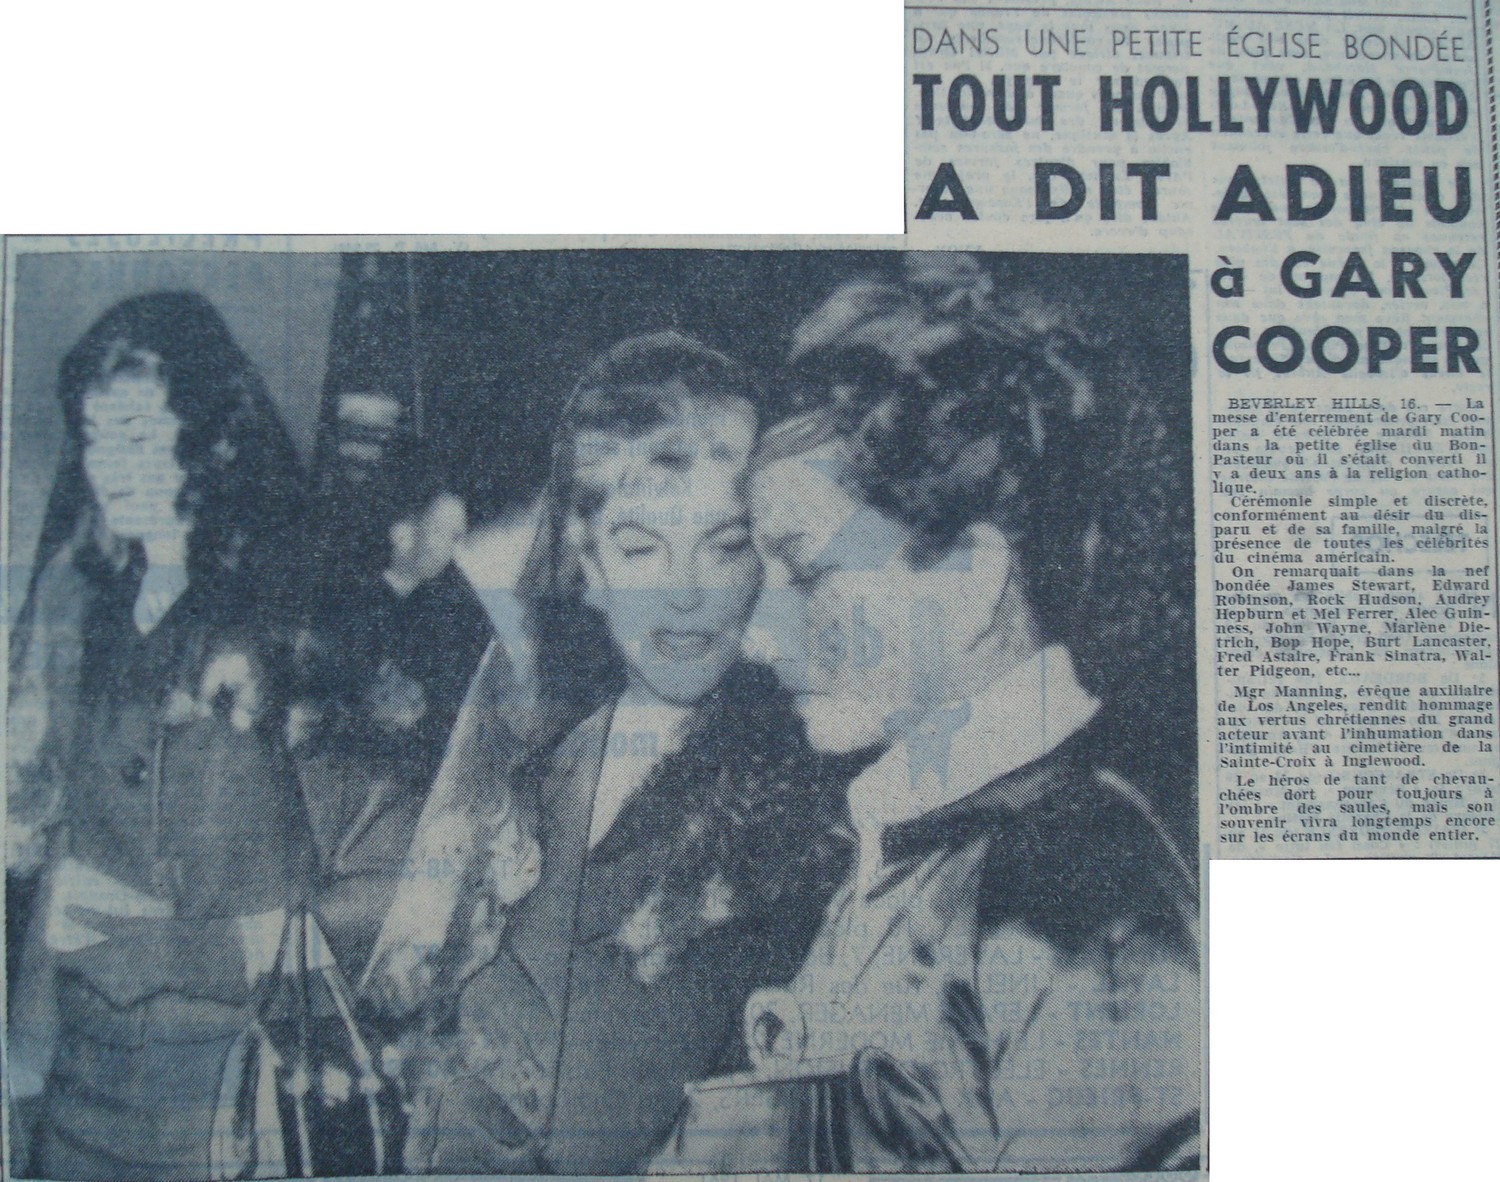 DANS UNE PETITE ÉGLISE BONDÉE
TOUT HOLLYWOOD
A DIT ADIEU
à GARY
COOPER
BEVERLEY HILLS, 16. — La
messe d'enterrement de Gary Coo-
per a été célébrée mardi matin
dans la petite église du Bon-
Pasteur où il s'était converti il
y a deux ans à la religion catho-
lique.
Cérémonie simple et discrète,
conformément au désir du dis-
paru et de sa famille, malgré la
présence de toutes les célébrités
du cinéma américain.
On remarquait dans la nef
bondée James Stewart, Edward
Robinson, Rock Hudson, Audrey
Hepburn et Mel Ferrer, Alec Guin-
ness, John Wayne, Marlène Die-
trich, Bop Hope, Burt Lancaster,
Fred Astaire, Frank Sinatra, Wal-
ter Pidgeon, etc...
Mgr Manning, évêque auxiliaire
de Los Angeles, rendit hommage
aux vertus chrétiennes du grand
acteur avant l'inhumation dans
l'intimité au cimetière de la
Sainte-Croix à Inglewood.
Le héros de tant de chevau-
chées dort pour toujours à
l'ombre des saules, mais son
souvenir vivra longtemps encore
sur les écrans du monde entier.